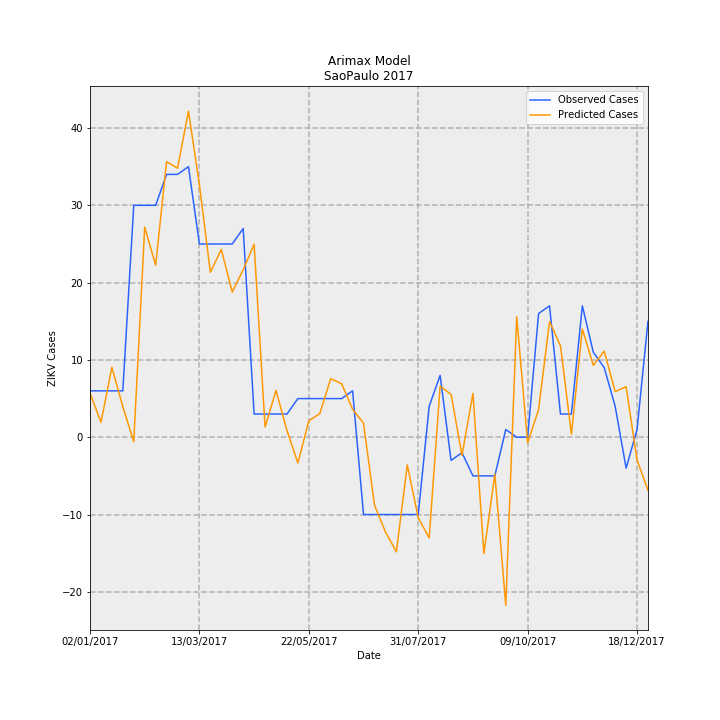 Arimax Model
SaoPaulo 2017
Observed Cases
Predicted Cases
ZIKV Cases
40
30
20
10
0
−10
−20
02/01/2017 13/03/2017 22/05/2017 31/07/2017 09/10/2017 18/12/2017
Date